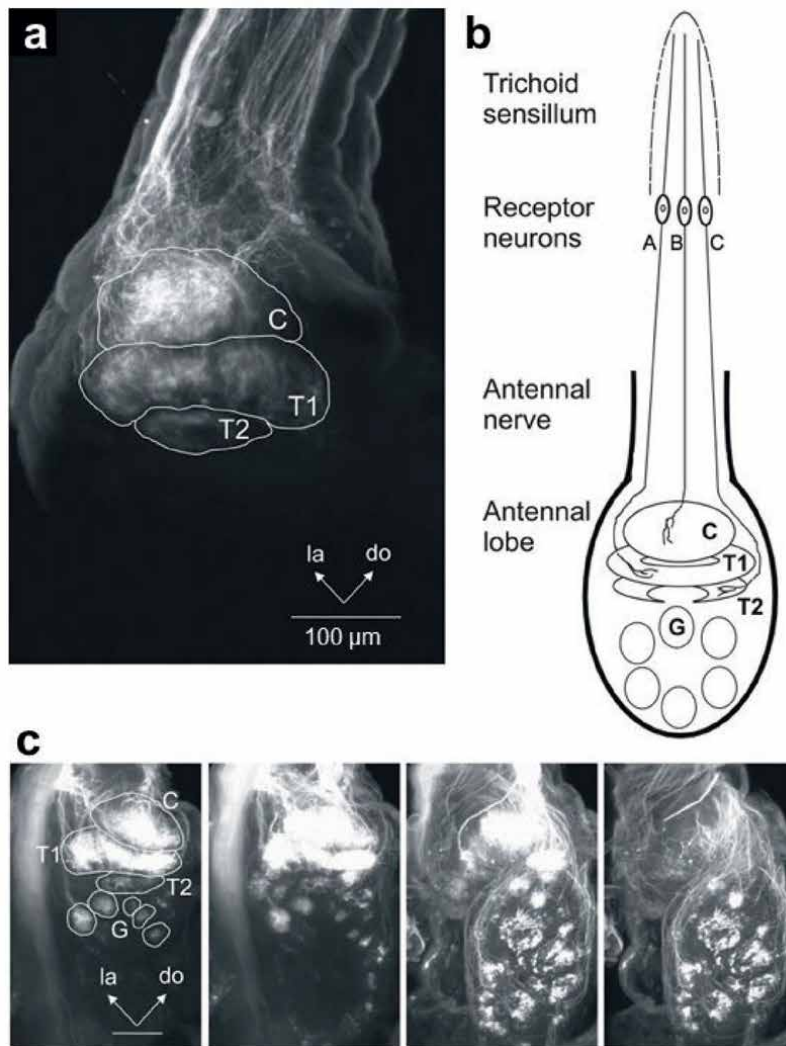 a
C
T1
T2
la do
100 µm
b
Trichoid
sensillum
Receptor
neurons
A B C
Antennal
nerve
Antennal
lobe
C
T1
T2
G
c
C
T1
T2
G
la do